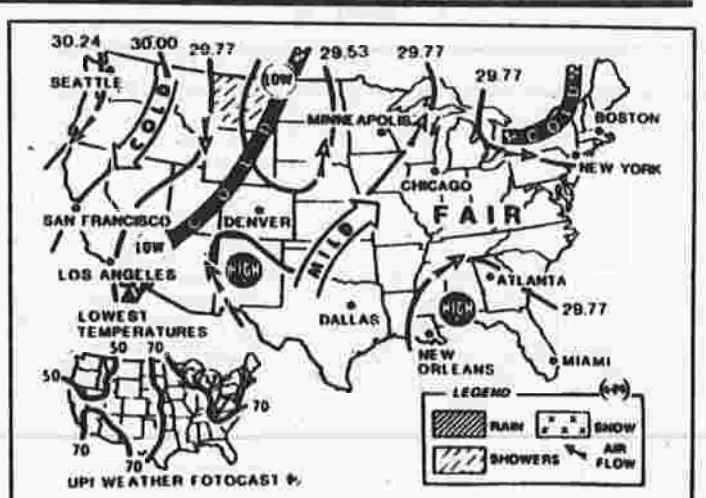 30.24 30.00 29.77 29.53 29.77
29.77
SEATTLE
COLD
LOW
COLD
MINNEAPOLIS
COLD
BOSTON
NEW YORK
CHICAGO
SAN FRANCISCO
DENVER
FAIR
LOW
MILD
LOS ANGELES
HIGH
ATLANTA
LOWEST
TEMPERATURES
DALLAS
HIGH
29.77
NEW
ORLEANS
MIAMI
50 70
50
70
70
70
LEGEND
RAIN
SNOW
SHOWERS
AIR
FLOW
UPI WEATHER FOTOCAST